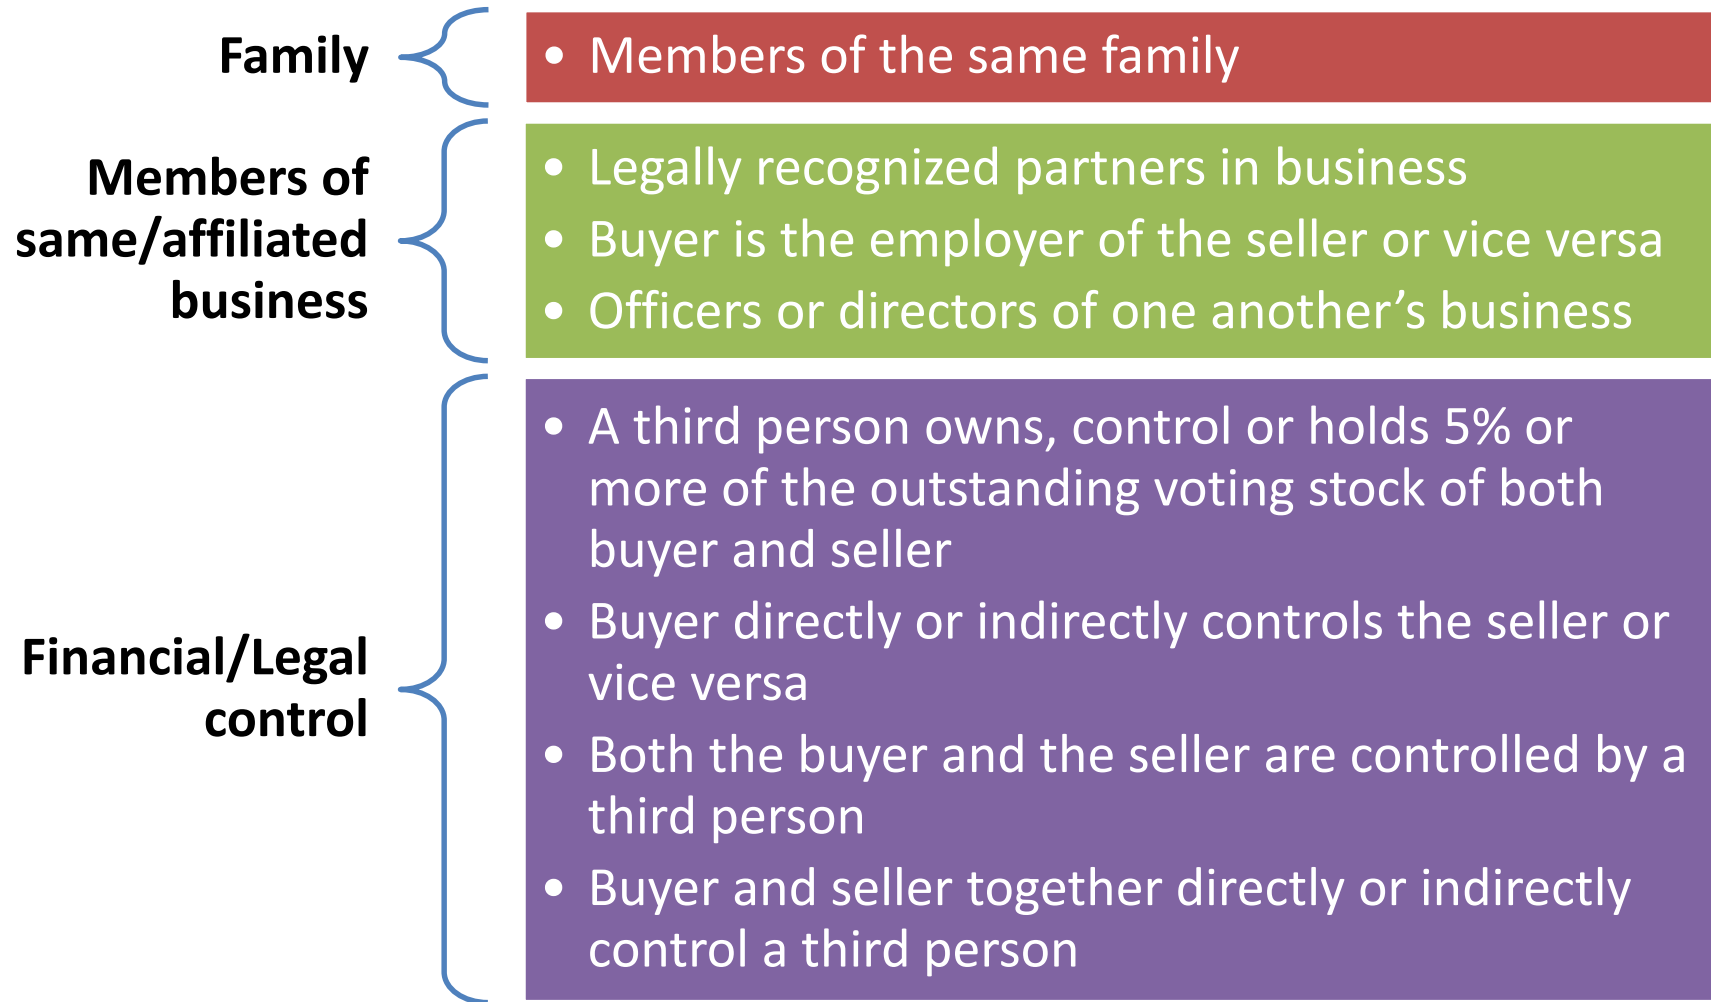 Family
• Members of the same family
Members of
same/affiliated
business
• Legally recognized partners in business
• Buyer is the employer of the seller or vice versa
• Officers or directors of one another’s business
Financial/Legal
control
• A third person owns, control or holds 5% or
more of the outstanding voting stock of both
buyer and seller
• Buyer directly or indirectly controls the seller or
vice versa
• Both the buyer and the seller are controlled by a
third person
• Buyer and seller together directly or indirectly
control a third person